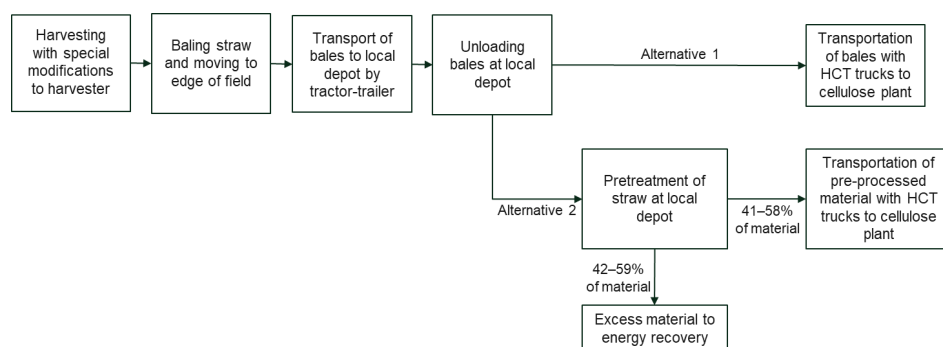 Harvesting
with special
modifications
to harvester
Baling straw
and moving to
edge of field
Transport of
bales to local
depot by
tractor-trailer
Unloading
bales at local
depot
Alternative 1
Transportation
of bales with
HCT trucks to
cellulose plant
Alternative 2
Pretreatment of
straw at local
depot
41–58%
of material
Transportation of
pre-processed
material with HCT
trucks to cellulose
plant
42–59%
of material
Excess material to
energy recovery